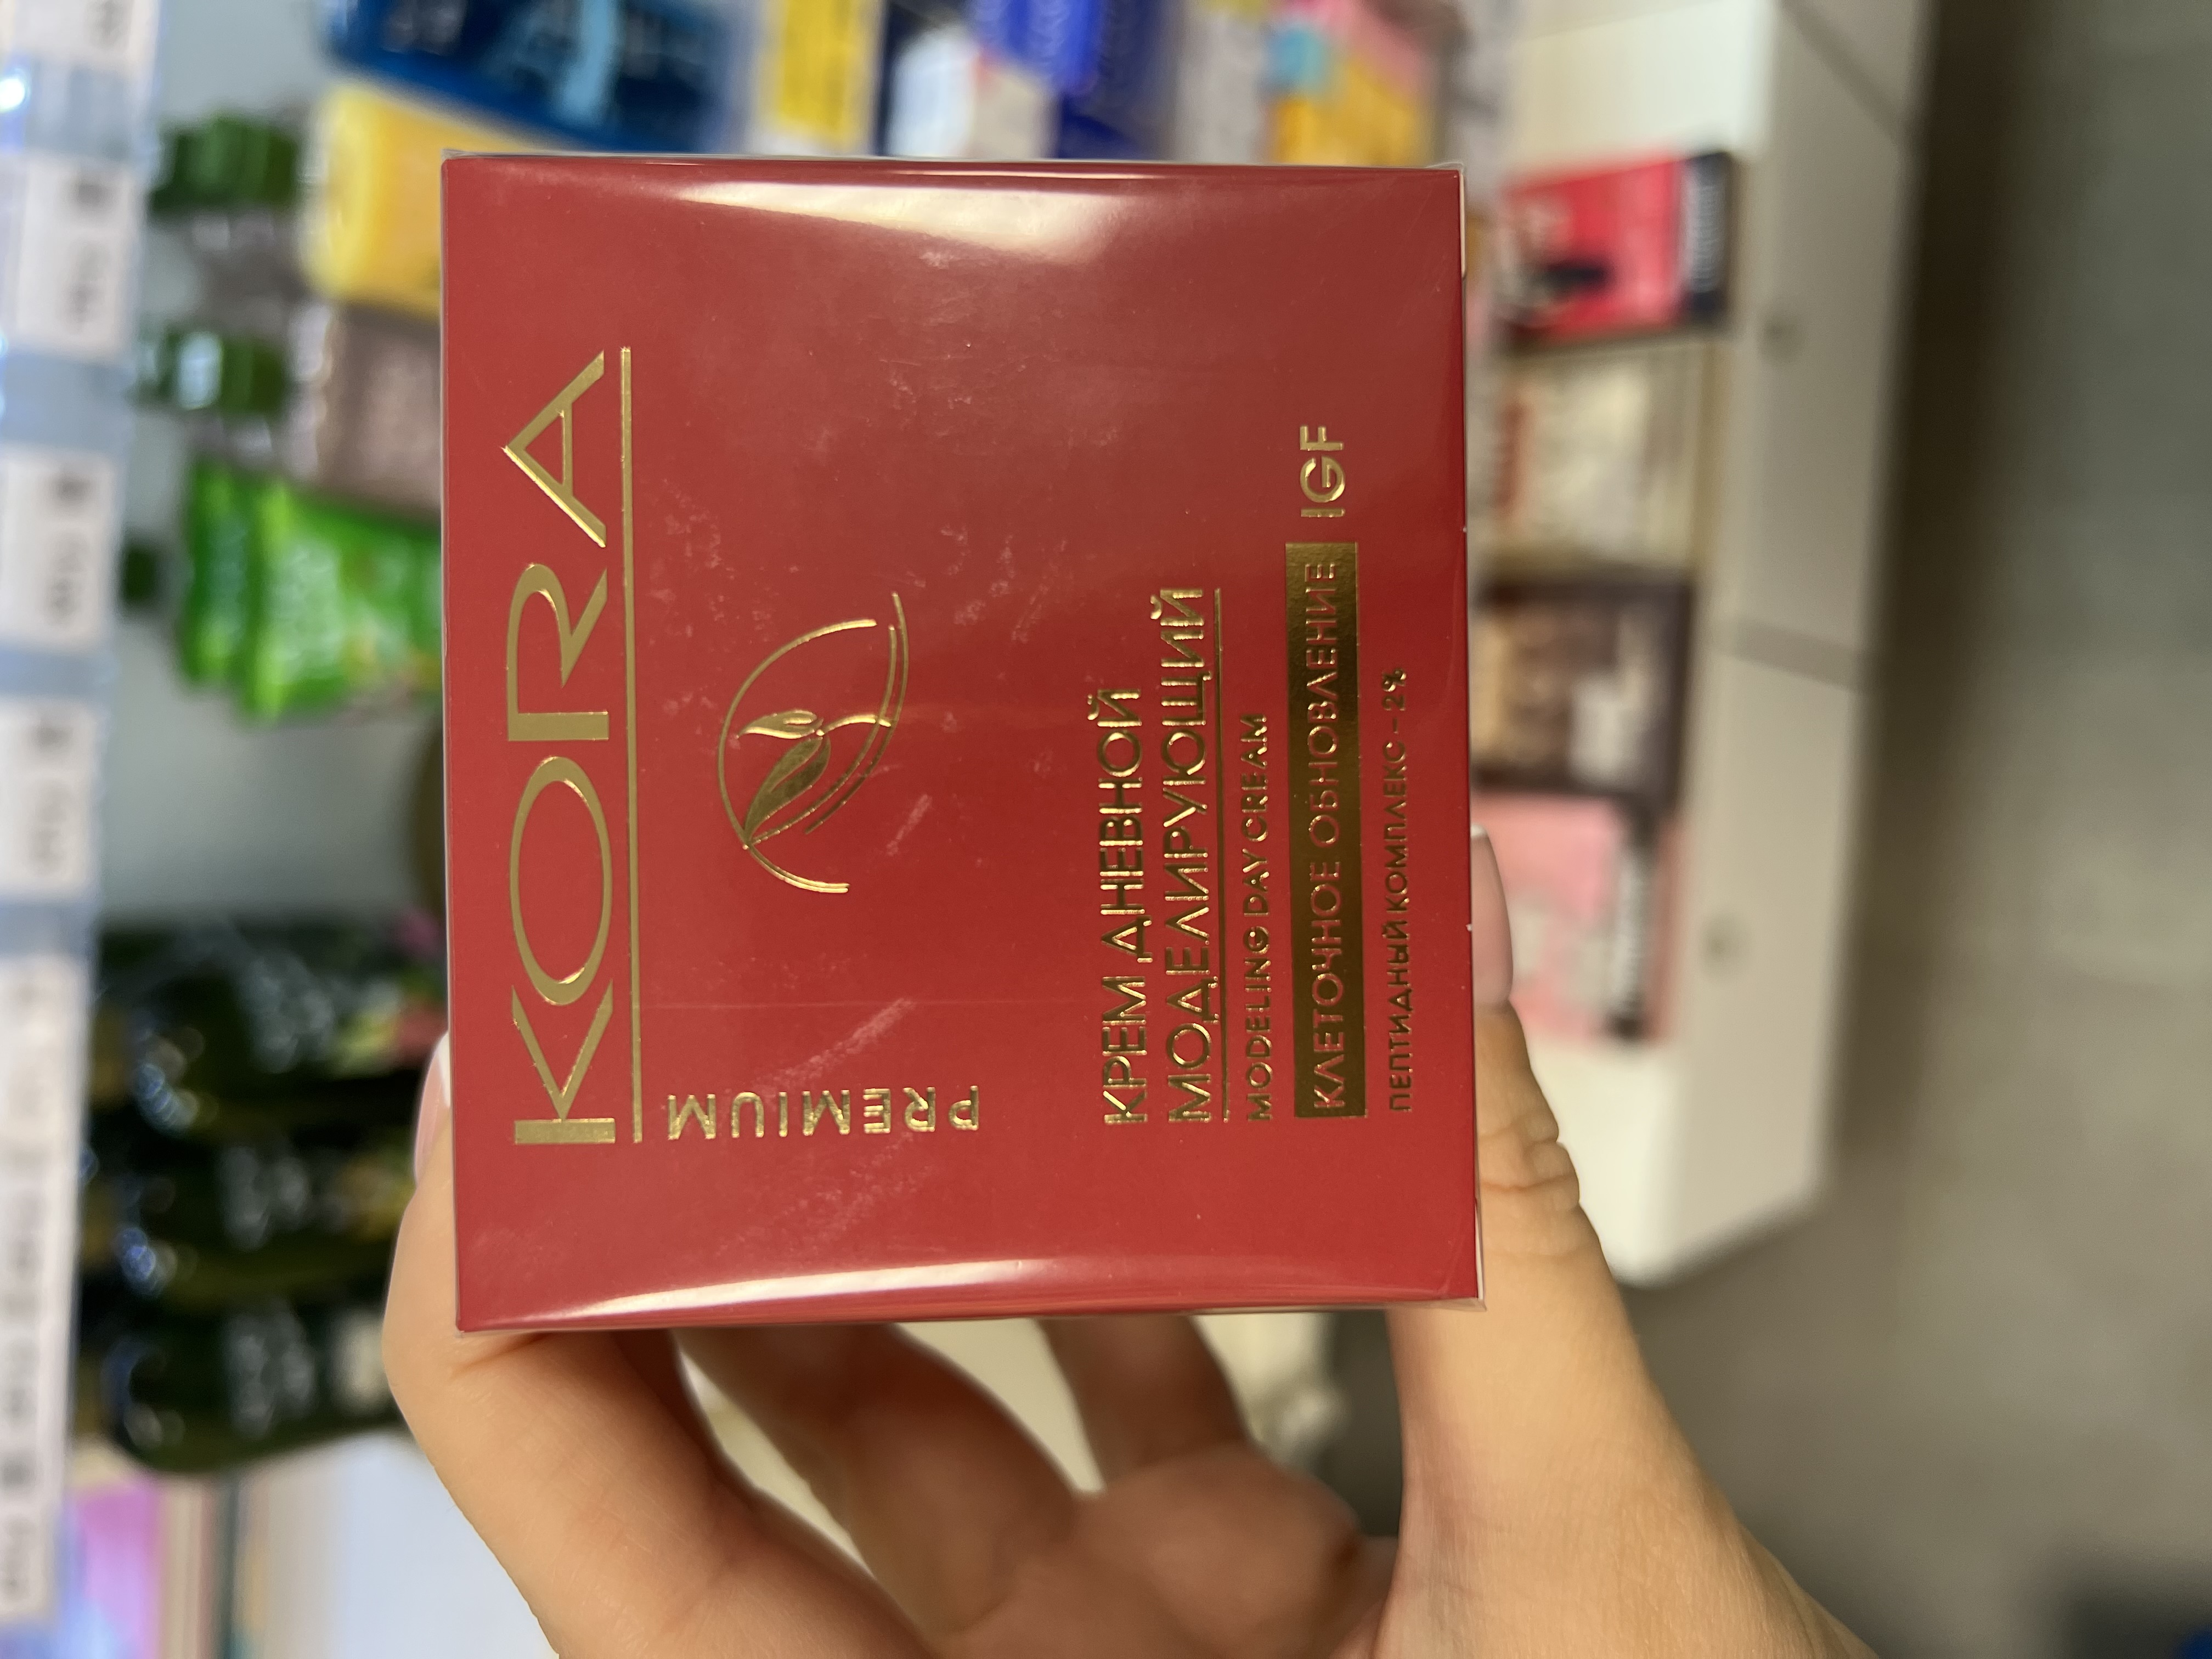 KORA
PREMIUM
КРЕМ ДНЕВНОЙ
МОДЕЛИРУЮЩИЙ
MODELING DAY CREAM
КЛЕТОЧНОЕ ОБНОВЛЕНИЕ IGF
ПЕПТИДНЫЙ КОМПЛЕКС – 2%